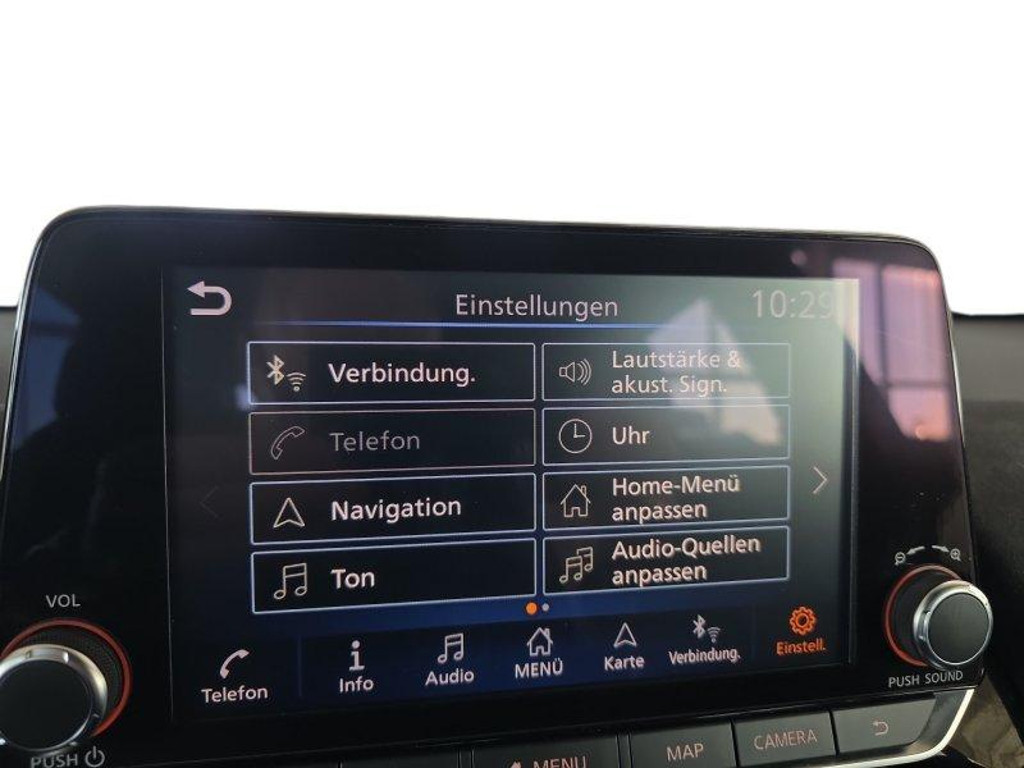 Einstellungen
10:29
Verbindung.
Lautstärke &
akust. Sign.
Telefon
Uhr
Navigation
Home-Menü
anpassen
Ton
Audio-Quellen
anpassen
VOL
Telefon
Info
Audio
MENÜ
Karte
Verbindung.
Einstell.
PUSH SOUND
PUSH
MENU
MAP
CAMERA